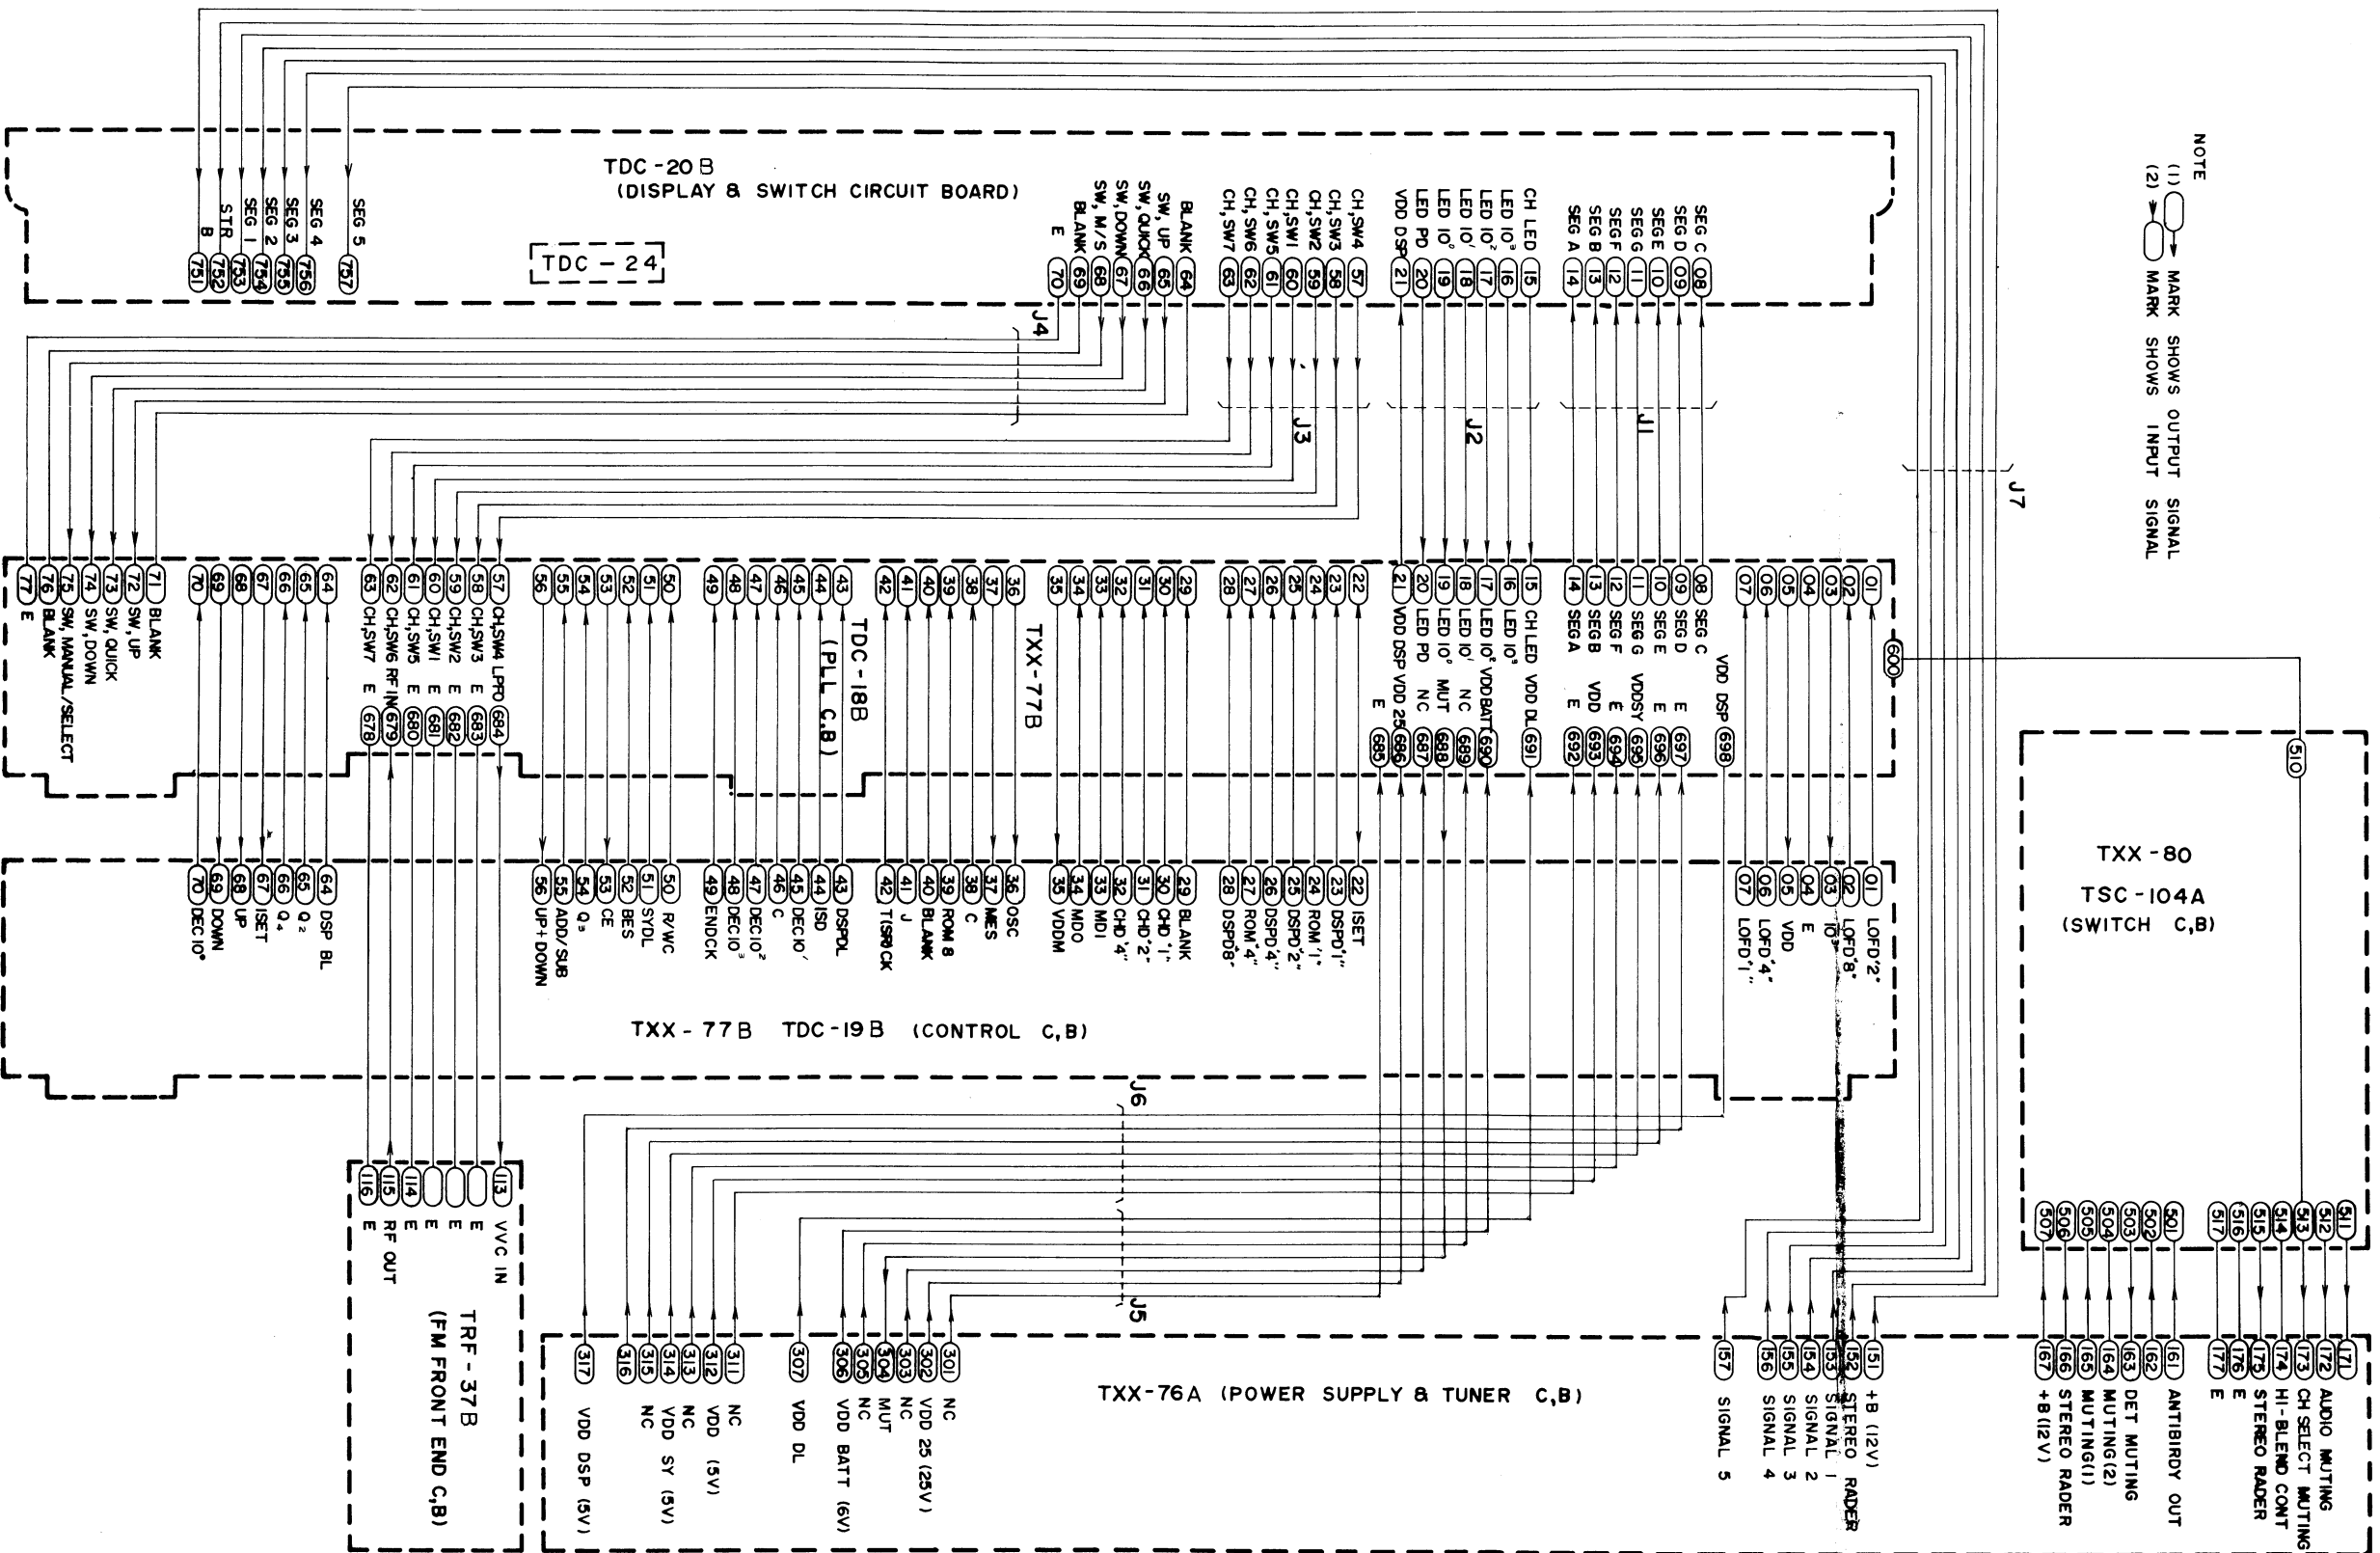 NOTE
(1) MARK SHOWS OUTPUT SIGNAL
(2) MARK SHOWS INPUT SIGNAL
TDC-20B
(DISPLAY & SWITCH CIRCUIT BOARD)
TDC-24
B 751
STR 752
SEG 1 753
SEG 2 754
SEG 3 755
SEG 4 756
SEG 5 757
E 70
BLANK 69
SW, M/S 68
SW, DOWN 67
SW, QUICK 66
SW, UP 65
BLANK 64
CH, SW7 63
CH, SW6 62
CH, SW5 61
CH, SW1 60
CH, SW2 59
CH, SW3 58
CH, SW4 57
VDD DSP 21
LED PD 20
LED 10⁰ 19
LED 10' 18
LED 10² 17
LED 10³ 16
CH LED 15
SEG A 14
SEG B 13
SEG F 12
SEG G 11
SEG E 10
SEG D 09
SEG C 08
J4
J3
J2
J1
J7
77 E
76 BLANK
75 SW, MANUAL/SELECT
74 SW, DOWN
73 SW, QUICK
72 SW, UP
71 BLANK
70
69
68
67
66
65
64
63 CH,SW7 E 678
62 CH,SW6 RF IN 679
61 CH,SW5 E 680
60 CH,SW1 E 681
59 CH,SW2 E 682
58 CH,SW3 E 683
57 CH,SW4 LPFO 684
56
55
54
53
52
51
50
49
48
47
46
45
44
43
TDC-18B
(PLL C,B)
42
41
40
39
38
37
36
TXX-77B
35
34
33
32
31
30
29
28
27
26
25
24
23
22
E 685
21 VDD DSP VDD 25 686
20 LED PD NC 687
19 LED 10⁰ MUT 688
18 LED 10' NC 689
17 LED 10² VDD BATT 690
16 LED 10³
15 CH LED VDD DL 691
14 SEG A E 692
13 SEG B VDD 693
12 SEG F E 694
11 SEG G VDDSY 695
10 SEG E E 696
09 SEG D E 697
08 SEG C
VDD DSP 698
07
06
05
04
03
02
01
600
70 DEC10⁰
69 DOWN
68 UP
67 ISET
66 Q4
65 Q2
64 DSP BL
56 UP+DOWN
55 ADD/SUB
54 Q3
53 CE
52 BES
51 SYDL
50 R/WC
49 ENDCK
48 DEC10³
47 DEC10²
46 C
45 DEC10'
44 ISD
43 DSPDL
42 T(SR)CK
41 J
40 BLANK
39 ROM 8
38 C
37 MES
36 OSC
35 VDDM
34 MDO
33 MDI
32 CHD "4"
31 CHD "2"
30 CHD "1"
29 BLANK
28 DSPD"8"
27 ROM "4"
26 DSPD "4"
25 DSPD "2"
24 ROM "1"
23 DSPD "1"
22 ISET
07 LOFD "1"
06 LOFD "4"
05 VDD
04 E
03 10³
02 LOFD "8"
01 LOFD "2"
TXX-77B TDC-19B (CONTROL C,B)
J6
J5
116 E
115 RF OUT
114 E
E
E
E
113 VVC IN
TRF-37B
(FM FRONT END C,B)
317 VDD DSP (5V)
316
315 NC
314 VDD SY (5V)
313 NC
312 VDD (5V)
311 NC
307 VDD DL
306 VDD BATT (6V)
305 NC
304 MUT
303 NC
302 VDD 25 (25V)
301 NC
TXX-76A (POWER SUPPLY & TUNER C,B)
157 SIGNAL 5
156 SIGNAL 4
155 SIGNAL 3
154 SIGNAL 2
153 SIGNAL 1
152 STEREO RADER
151 +B (12V)
510
TXX-80
TSC-104A
(SWITCH C,B)
507
506
505
504
503
502
501
517
516
515
514
513
512
511
167 +B (12V)
166 STEREO RADER
165 MUTING(1)
164 MUTING(2)
163 DET MUTING
162
161 ANTIBIRDY OUT
177 E
176 E
175 STEREO RADER
174 HI-BLEND CONT
173 CH SELECT MUTING
172 AUDIO MUTING
171